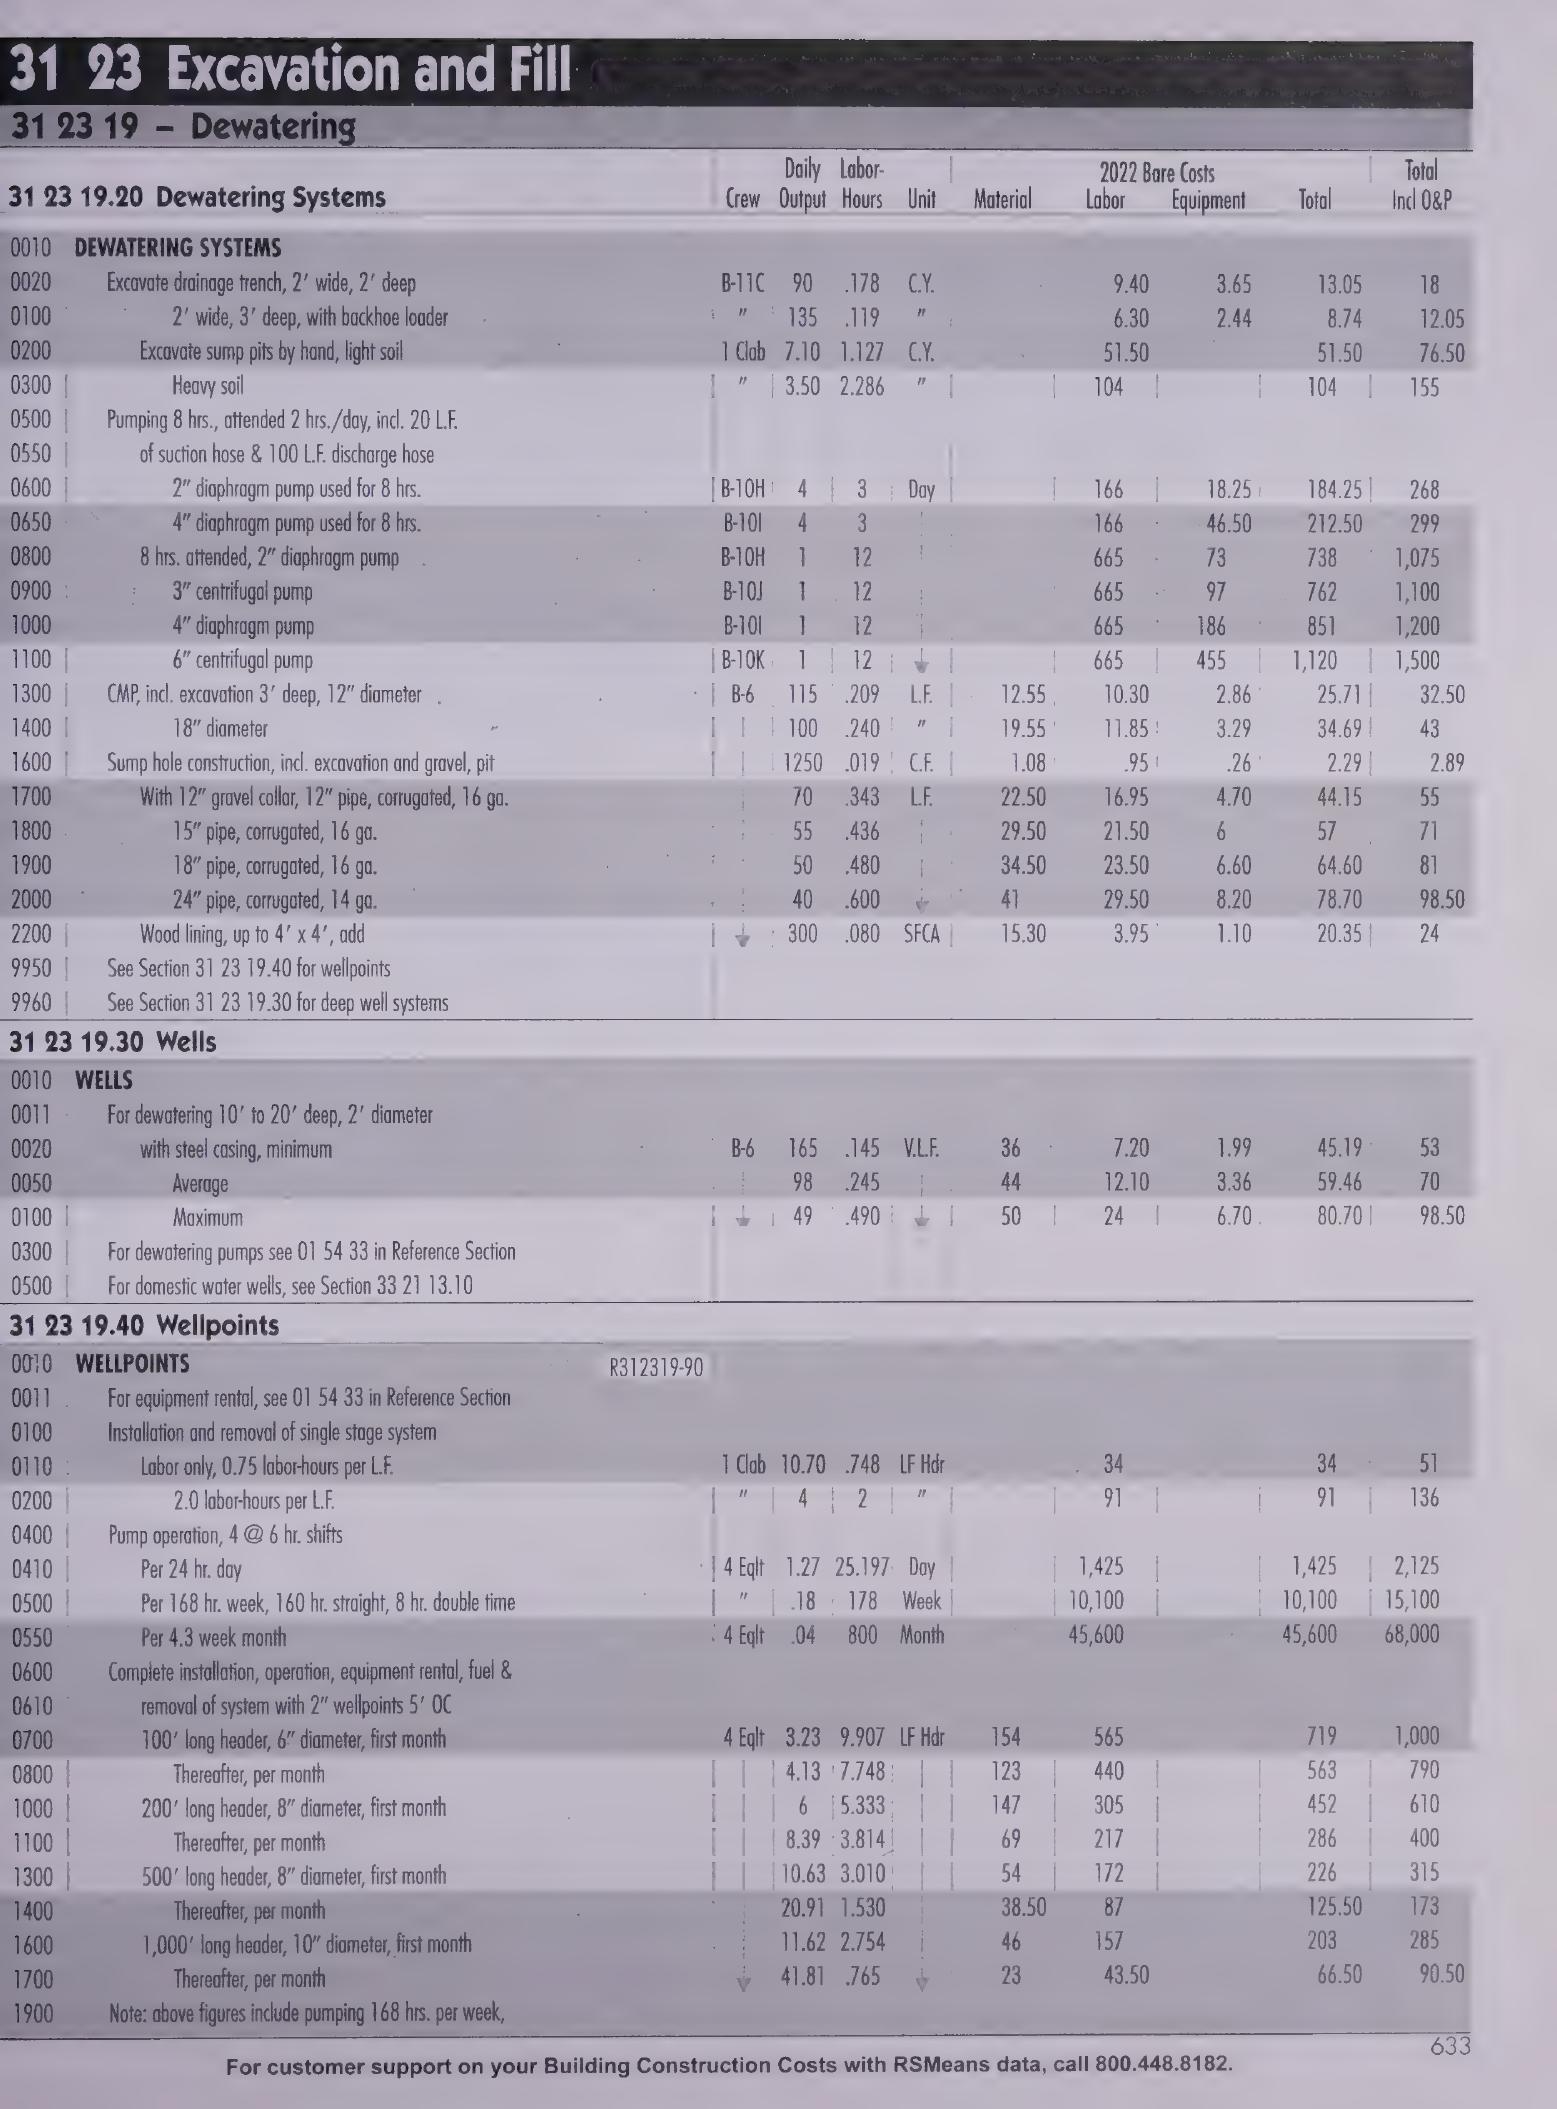 31 23 Excavation and Fill
31 23 19 – Dewatering
31 23 19.20 Dewatering Systems Crew Daily Output Labor-Hours Unit Material 2022 Bare Costs Labor Equipment Total Total Incl O&P
0010 DEWATERING SYSTEMS
0020 Excavate drainage trench, 2' wide, 2' deep B-11C 90 .178 C.Y. 9.40 3.65 13.05 18
0100 2' wide, 3' deep, with backhoe loader " 135 .119 " 6.30 2.44 8.74 12.05
0200 Excavate sump pits by hand, light soil 1 Clab 7.10 1.127 C.Y. 51.50 51.50 76.50
0300 Heavy soil " 3.50 2.286 " 104 104 155
0500 Pumping 8 hrs., attended 2 hrs./day, incl. 20 L.F.
0550 of suction hose & 100 L.F. discharge hose
0600 2" diaphragm pump used for 8 hrs. B-10H 4 3 Day 166 18.25 184.25 268
0650 4" diaphragm pump used for 8 hrs. B-10I 4 3 166 46.50 212.50 299
0800 8 hrs. attended, 2" diaphragm pump B-10H 1 12 665 73 738 1,075
0900 3" centrifugal pump B-10J 1 12 665 97 762 1,100
1000 4" diaphragm pump B-10I 1 12 665 186 851 1,200
1100 6" centrifugal pump B-10K 1 12 665 455 1,120 1,500
1300 CMP, incl. excavation 3' deep, 12" diameter B-6 115 .209 L.F. 12.55 10.30 2.86 25.71 32.50
1400 18" diameter 100 .240 " 19.55 11.85 3.29 34.69 43
1600 Sump hole construction, incl. excavation and gravel, pit 1250 .019 C.F. 1.08 .95 .26 2.29 2.89
1700 With 12" gravel collar, 12" pipe, corrugated, 16 ga. 70 .343 L.F. 22.50 16.95 4.70 44.15 55
1800 15" pipe, corrugated, 16 ga. 55 .436 29.50 21.50 6 57 71
1900 18" pipe, corrugated, 16 ga. 50 .480 34.50 23.50 6.60 64.60 81
2000 24" pipe, corrugated, 14 ga. 40 .600 41 29.50 8.20 78.70 98.50
2200 Wood lining, up to 4' x 4', add 300 .080 SFCA 15.30 3.95 1.10 20.35 24
9950 See Section 31 23 19.40 for wellpoints
9960 See Section 31 23 19.30 for deep well systems
31 23 19.30 Wells
0010 WELLS
0011 For dewatering 10' to 20' deep, 2' diameter
0020 with steel casing, minimum B-6 165 .145 V.L.F. 36 7.20 1.99 45.19 53
0050 Average 98 .245 44 12.10 3.36 59.46 70
0100 Maximum 49 .490 50 24 6.70 80.70 98.50
0300 For dewatering pumps see 01 54 33 in Reference Section
0500 For domestic water wells, see Section 33 21 13.10
31 23 19.40 Wellpoints
0010 WELLPOINTS R312319-90
0011 For equipment rental, see 01 54 33 in Reference Section
0100 Installation and removal of single stage system
0110 Labor only, 0.75 labor-hours per L.F. 1 Clab 10.70 .748 LF Hdr 34 34 51
0200 2.0 labor-hours per L.F. " 4 2 " 91 91 136
0400 Pump operation, 4 @ 6 hr. shifts
0410 Per 24 hr. day 4 Eqlt 1.27 25.197 Day 1,425 1,425 2,125
0500 Per 168 hr. week, 160 hr. straight, 8 hr. double time " .18 178 Week 10,100 10,100 15,100
0550 Per 4.3 week month 4 Eqlt .04 800 Month 45,600 45,600 68,000
0600 Complete installation, operation, equipment rental, fuel &
0610 removal of system with 2" wellpoints 5' OC
0700 100' long header, 6" diameter, first month 4 Eqlt 3.23 9.907 LF Hdr 154 565 719 1,000
0800 Thereafter, per month 4.13 7.748 123 440 563 790
1000 200' long header, 8" diameter, first month 6 5.333 147 305 452 610
1100 Thereafter, per month 8.39 3.814 69 217 286 400
1300 500' long header, 8" diameter, first month 10.63 3.010 54 172 226 315
1400 Thereafter, per month 20.91 1.530 38.50 87 125.50 173
1600 1,000' long header, 10" diameter, first month 11.62 2.754 46 157 203 285
1700 Thereafter, per month 41.81 .765 23 43.50 66.50 90.50
1900 Note: above figures include pumping 168 hrs. per week,
633
For customer support on your Building Construction Costs with RSMeans data, call 800.448.8182.